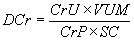 DCr = CrU × VUM / CrP × SC